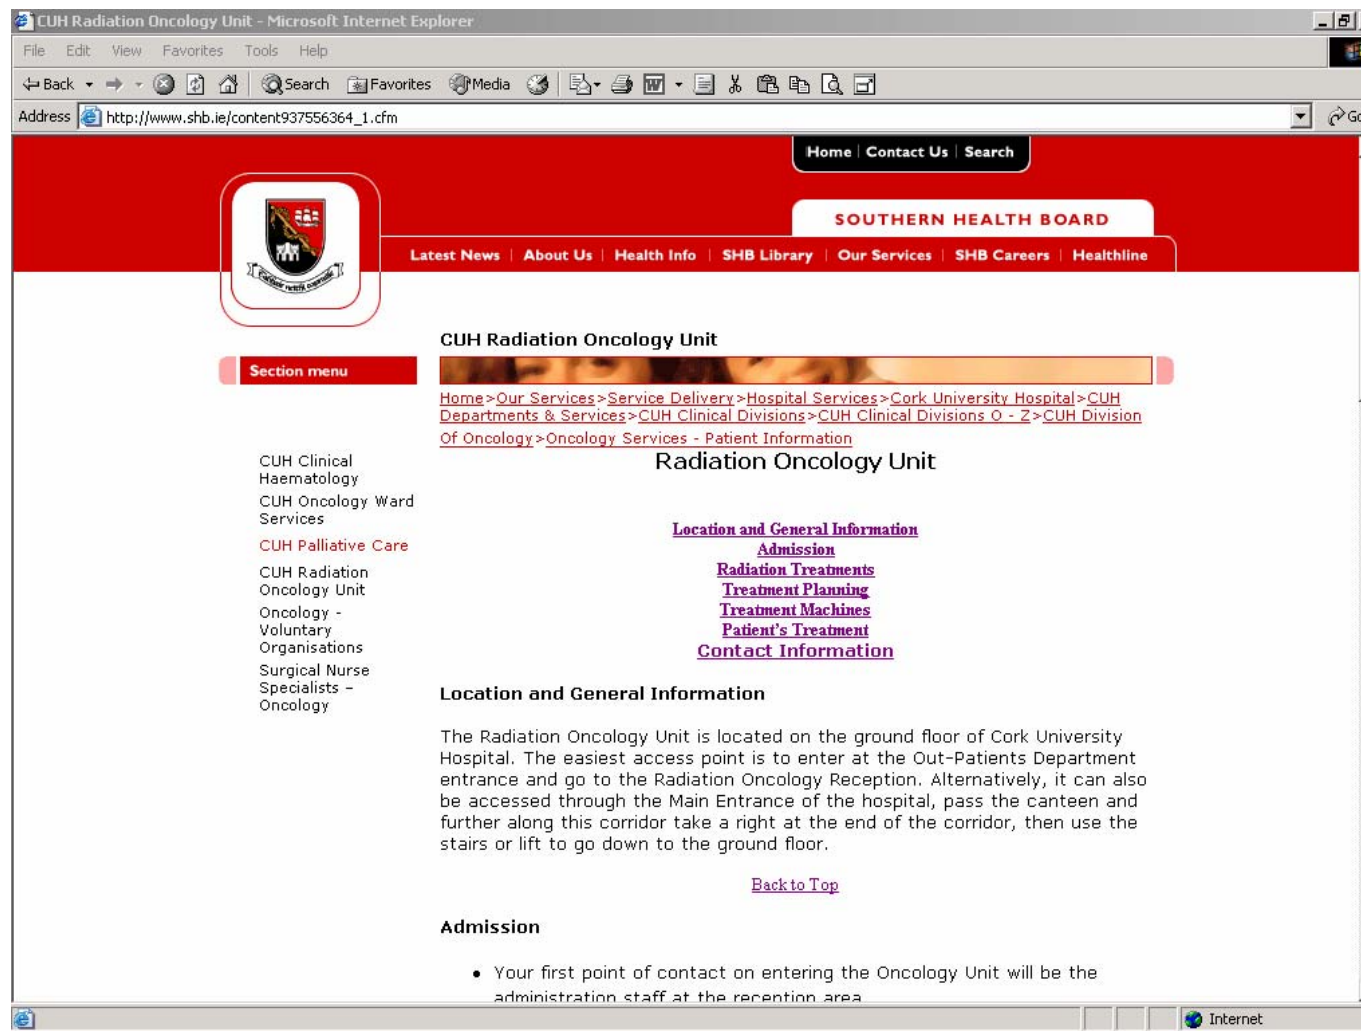 CUH Radiation Oncology Unit - Microsoft Internet Explorer
File Edit View Favorites Tools Help
Back Search Favorites Media
Address http://www.shb.ie/content937556364_1.cfm Go
Home | Contact Us | Search
SOUTHERN HEALTH BOARD
Latest News | About Us | Health Info | SHB Library | Our Services | SHB Careers | Healthline
CUH Radiation Oncology Unit
Section menu
Home>Our Services>Service Delivery>Hospital Services>Cork University Hospital>CUH
Departments & Services>CUH Clinical Divisions>CUH Clinical Divisions O - Z>CUH Division
Of Oncology>Oncology Services - Patient Information
CUH Clinical
Haematology
CUH Oncology Ward
Services
CUH Palliative Care
CUH Radiation
Oncology Unit
Oncology -
Voluntary
Organisations
Surgical Nurse
Specialists –
Oncology
Radiation Oncology Unit
Location and General Information
Admission
Radiation Treatments
Treatment Planning
Treatment Machines
Patient's Treatment
Contact Information
Location and General Information
The Radiation Oncology Unit is located on the ground floor of Cork University
Hospital. The easiest access point is to enter at the Out-Patients Department
entrance and go to the Radiation Oncology Reception. Alternatively, it can also
be accessed through the Main Entrance of the hospital, pass the canteen and
further along this corridor take a right at the end of the corridor, then use the
stairs or lift to go down to the ground floor.
Back to Top
Admission
• Your first point of contact on entering the Oncology Unit will be the
administration staff at the reception area
Internet